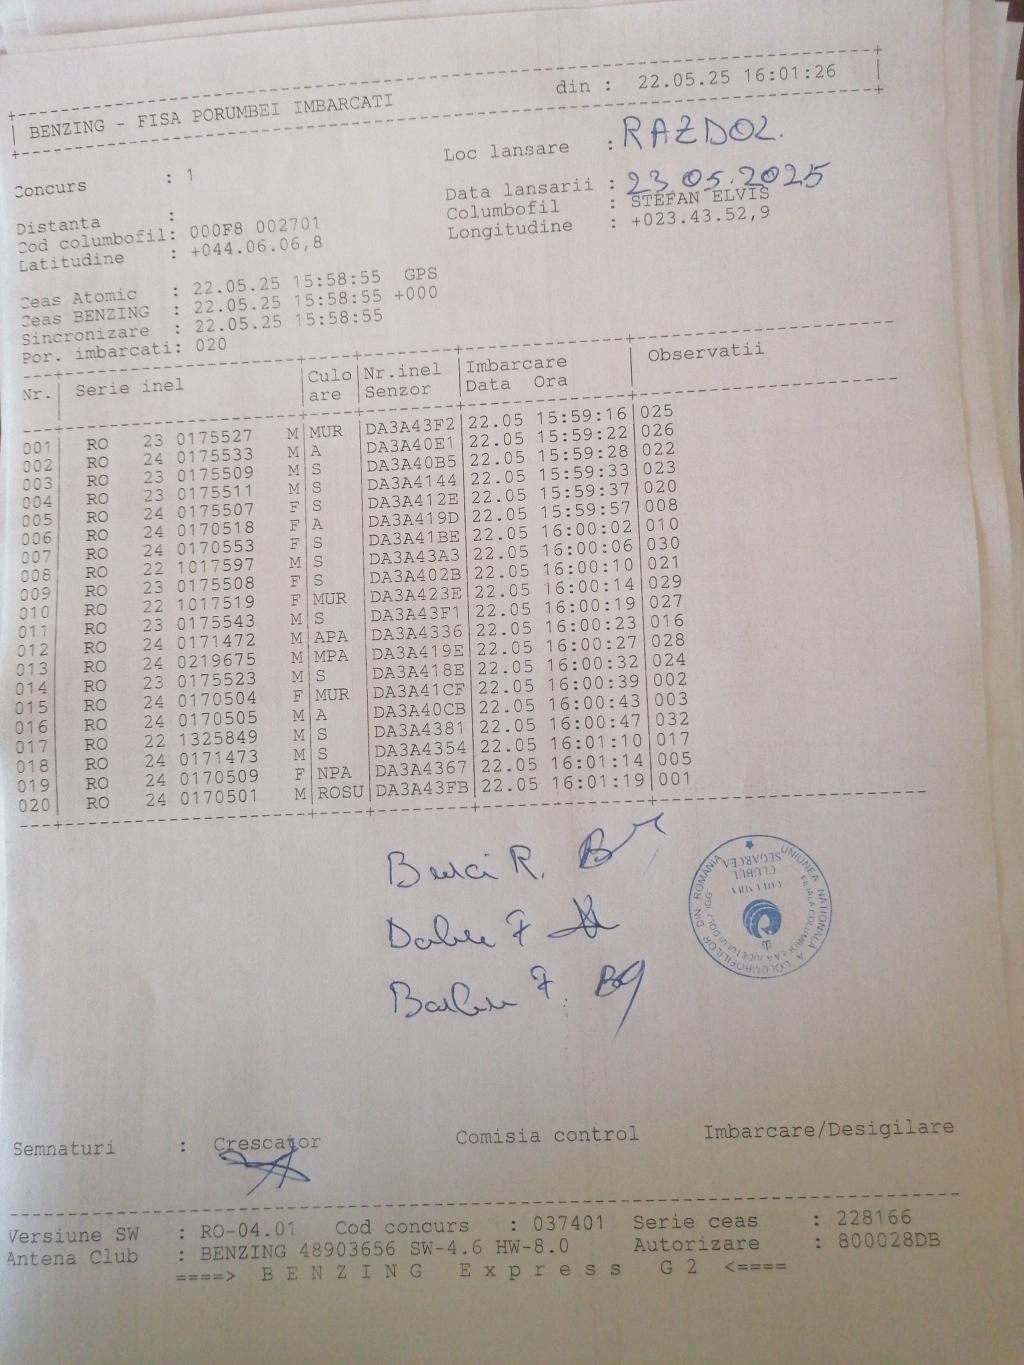 BENZING - FISA PORUMBEI IMBARCATI din : 22.05.25 16:01:26
Concurs : 1 Loc lansare : RAZDOL.
Distanta : Data lansarii : 23.05.2025
Cod columbofil: 000F8 002701 Columbofil : STEFAN ELVIS
Latitudine : +044.06.06,8 Longitudine : +023.43.52,9
Ceas Atomic : 22.05.25 15:58:55 GPS
Ceas BENZING : 22.05.25 15:58:55 +000
Sincronizare : 22.05.25 15:58:55
Por. imbarcati: 020
Nr. Serie inel Culoare Nr.inel Senzor Imbarcare Data Ora Observatii
001 RO 23 0175527 M MUR DA3A43F2 22.05 15:59:16 025
002 RO 24 0175533 M A DA3A40E1 22.05 15:59:22 026
003 RO 23 0175509 M S DA3A40B5 22.05 15:59:28 022
004 RO 23 0175511 M S DA3A4144 22.05 15:59:33 023
005 RO 24 0175507 F S DA3A412E 22.05 15:59:37 020
006 RO 24 0170518 F A DA3A419D 22.05 15:59:57 008
007 RO 24 0170553 F S DA3A41BE 22.05 16:00:02 010
008 RO 22 1017597 M S DA3A43A3 22.05 16:00:06 030
009 RO 23 0175508 F S DA3A402B 22.05 16:00:10 021
010 RO 22 1017519 F MUR DA3A423E 22.05 16:00:14 029
011 RO 23 0175543 M S DA3A43F1 22.05 16:00:19 027
012 RO 24 0171472 M APA DA3A4336 22.05 16:00:23 016
013 RO 24 0219675 M MPA DA3A419E 22.05 16:00:27 028
014 RO 23 0175523 M S DA3A418E 22.05 16:00:32 024
015 RO 24 0170504 F MUR DA3A41CF 22.05 16:00:39 002
016 RO 24 0170505 M A DA3A40CB 22.05 16:00:43 003
017 RO 22 1325849 M S DA3A4381 22.05 16:00:47 032
018 RO 24 0171473 M S DA3A4354 22.05 16:01:10 017
019 RO 24 0170509 F NPA DA3A4367 22.05 16:01:14 005
020 RO 24 0170501 M ROSU DA3A43FB 22.05 16:01:19 001
UNIUNEA NATIONALA A COLUMBOFILILOR DIN ROMANIA
CLUBUL
SEGARCEA
Semnaturi : Crescator Comisia control Imbarcare/Desigilare
Versiune SW : RO-04.01 Cod concurs : 037401 Serie ceas : 228166
Antena Club : BENZING 48903656 SW-4.6 HW-8.0 Autorizare : 800028DB
====> B E N Z I N G E x p r e s s G 2 <====